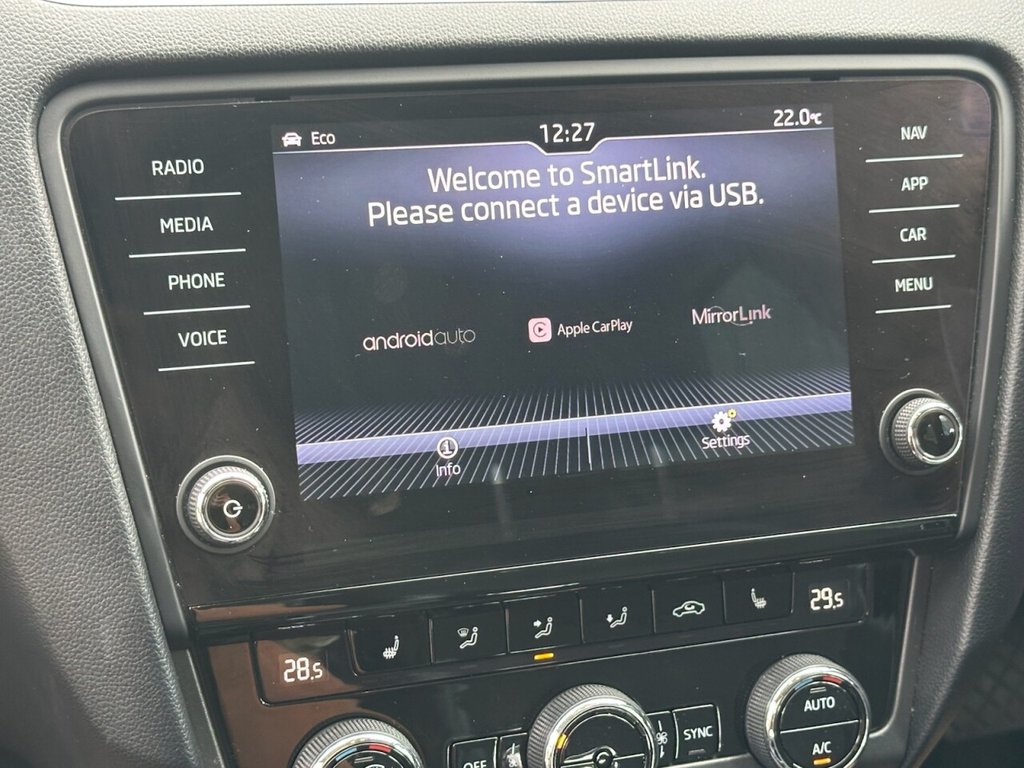 Eco
12:27
22.0°C
RADIO
MEDIA
PHONE
VOICE
Welcome to SmartLink.
Please connect a device via USB.
androidauto
Apple CarPlay
MirrorLink
Info
Settings
NAV
APP
CAR
MENU
28.5
29.5
OFF
SYNC
AUTO
A/C